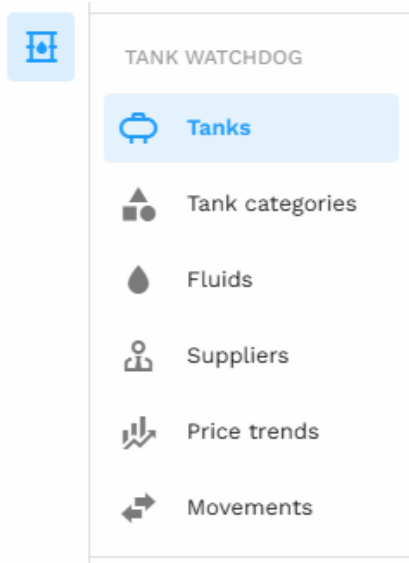 TANK WATCHDOG
Tanks
Tank categories
Fluids
Suppliers
Price trends
Movements